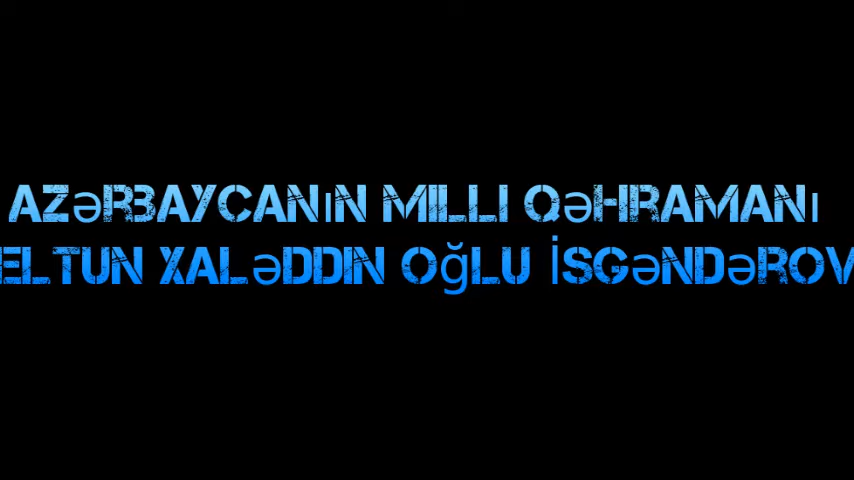 AZƏRBAYCANıN MILLI QƏHRAMANı
ELTUN XALƏDDIN OĞLU İSGƏNDƏROV